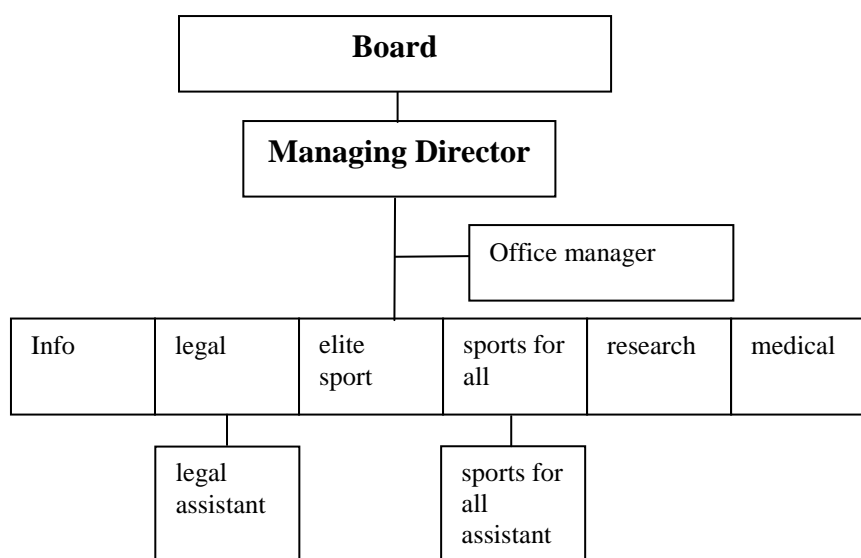 Board
Managing Director
Office manager
Info
legal
elite
sport
sports for
all
research
medical
legal
assistant
sports for
all
assistant